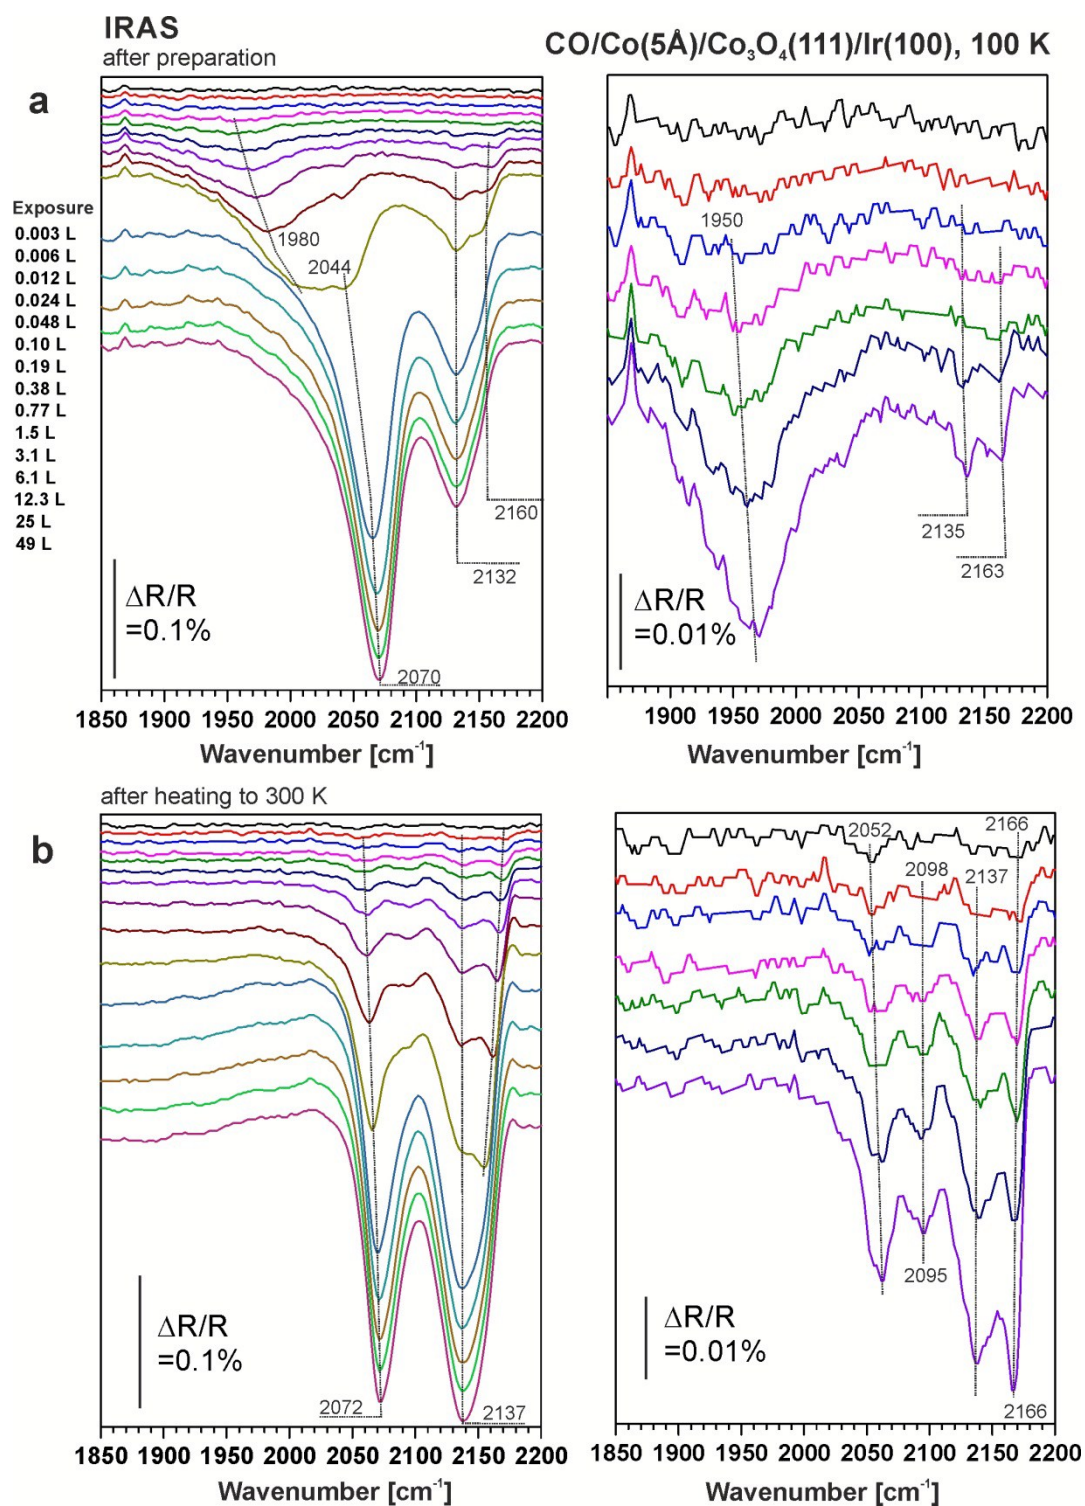 IRAS
after preparation
CO/Co(5Å)/Co₃O₄(111)/Ir(100), 100 K
a
Exposure
0.003 L
0.006 L
0.012 L
0.024 L
0.048 L
0.10 L
0.19 L
0.38 L
0.77 L
1.5 L
3.1 L
6.1 L
12.3 L
25 L
49 L
1980
2044
2160
2132
2070
ΔR/R
=0.1%
1850 1900 1950 2000 2050 2100 2150 2200
Wavenumber [cm⁻¹]
1950
2135
2163
ΔR/R
=0.01%
1900 1950 2000 2050 2100 2150 2200
Wavenumber [cm⁻¹]
after heating to 300 K
b
ΔR/R
=0.1%
2072
2137
1850 1900 1950 2000 2050 2100 2150 2200
Wavenumber [cm⁻¹]
2052
2098
2137
2166
2095
2166
ΔR/R
=0.01%
1850 1900 1950 2000 2050 2100 2150 2200
Wavenumber [cm⁻¹]